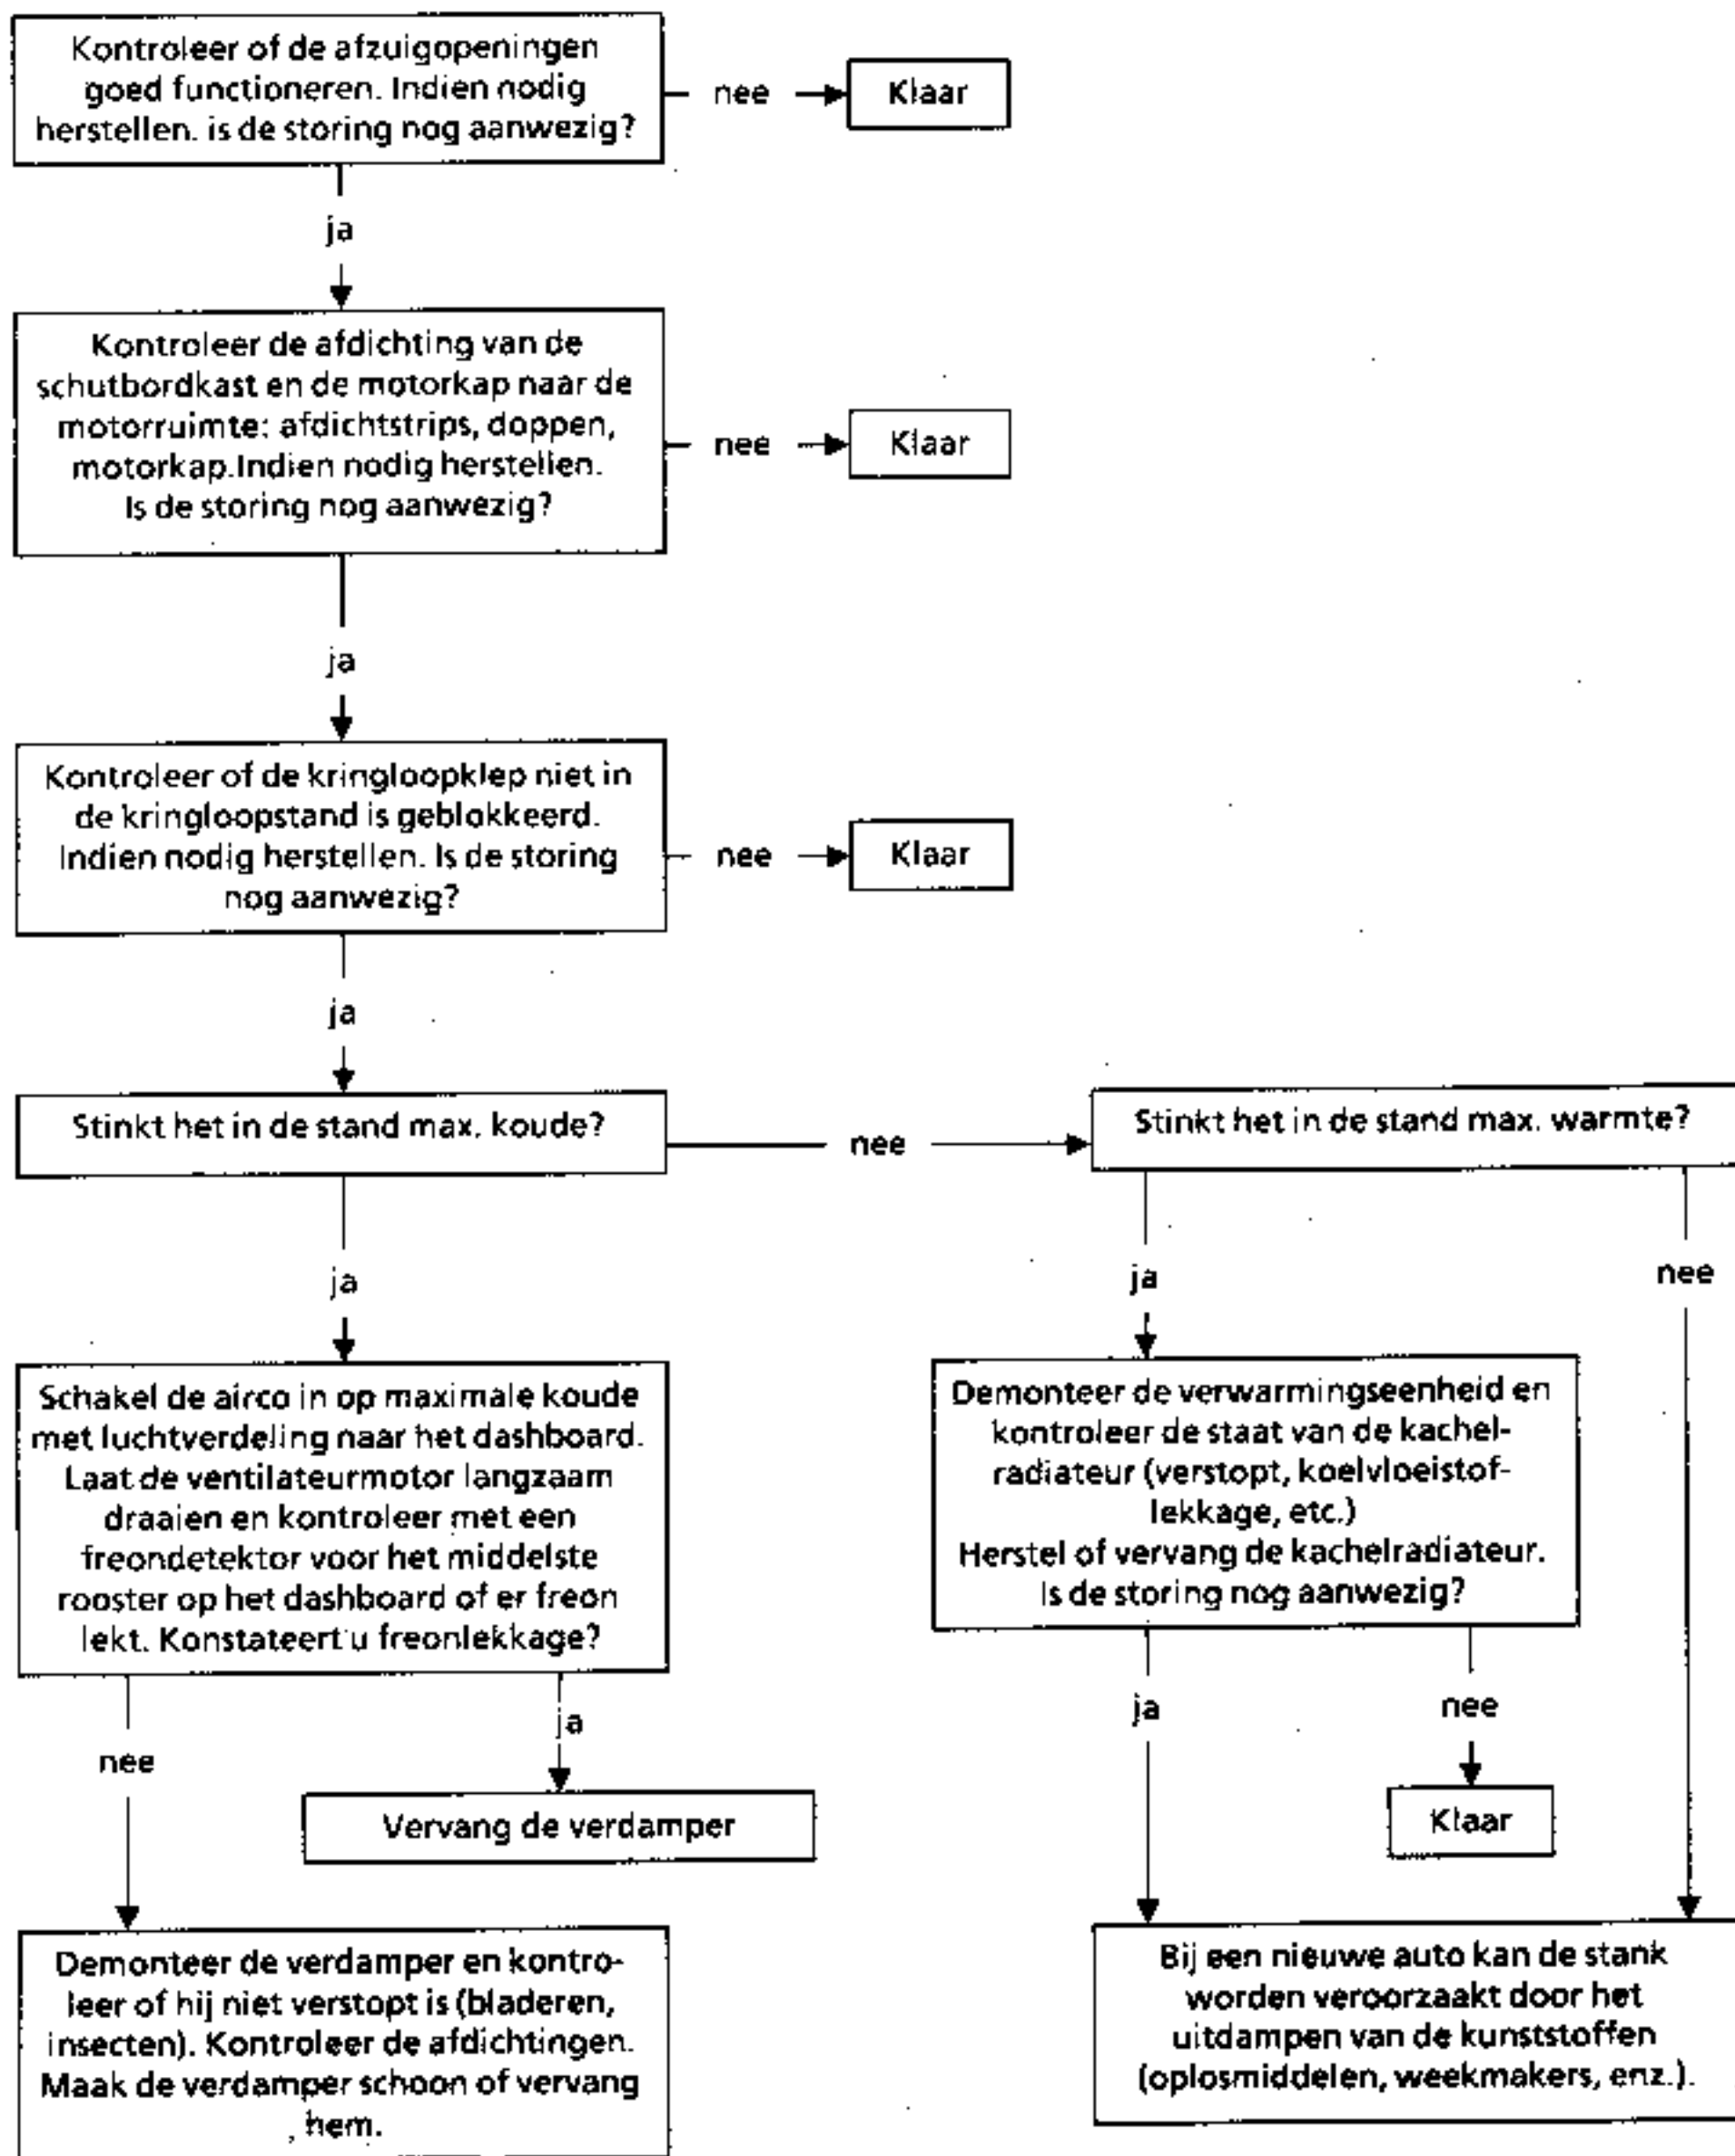 Kontroleer of de afzuigopeningen
goed functioneren. Indien nodig
herstellen. is de storing nog aanwezig?
nee
Klaar
ja
Kontroleer de afdichting van de
schutbordkast en de motorkap naar de
motorruimte: afdichtstrips, doppen,
motorkap.Indien nodig herstellen.
Is de storing nog aanwezig?
nee
Klaar
ja
Kontroleer of de kringloopklep niet in
de kringloopstand is geblokkeerd.
Indien nodig herstellen. Is de storing
nog aanwezig?
nee
Klaar
ja
Stinkt het in de stand max. koude?
nee
Stinkt het in de stand max. warmte?
ja
ja
nee
Schakel de airco in op maximale koude
met luchtverdeling naar het dashboard.
Laat de ventilateurmotor langzaam
draaien en kontroleer met een
freondetektor voor het middelste
rooster op het dashboard of er freon
lekt. Konstateert u freonlekkage?
Demonteer de verwarmingseenheid en
kontroleer de staat van de kachel-
radiateur (verstopt, koelvloeistof-
lekkage, etc.)
Herstel of vervang de kachelradiateur.
Is de storing nog aanwezig?
nee
ja
ja
nee
Vervang de verdamper
Klaar
Demonteer de verdamper en kontro-
leer of hij niet verstopt is (bladeren,
insecten). Kontroleer de afdichtingen.
Maak de verdamper schoon of vervang
hem.
Bij een nieuwe auto kan de stank
worden veroorzaakt door het
uitdampen van de kunststoffen
(oplosmiddelen, weekmakers, enz.).